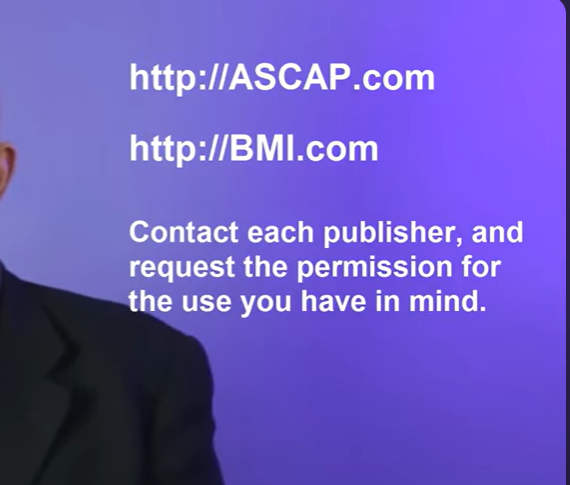 http://ASCAP.com
http://BMI.com
Contact each publisher, and
request the permission for
the use you have in mind.